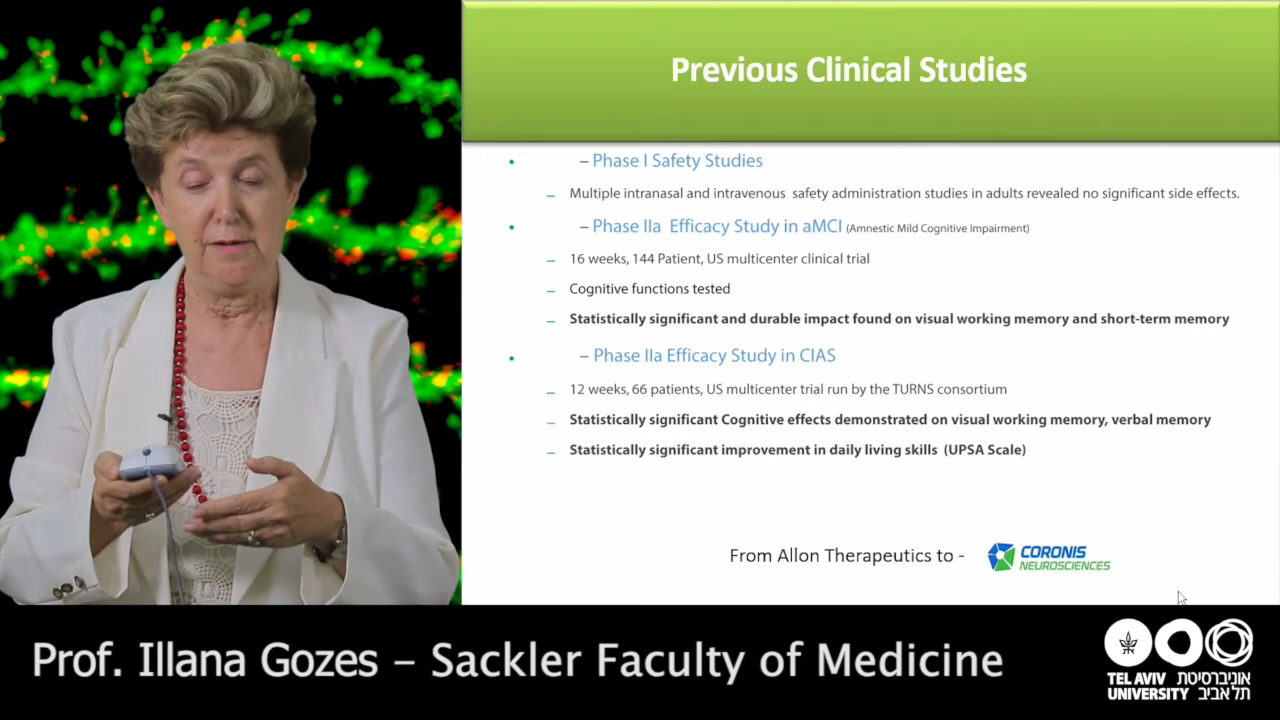 Previous Clinical Studies
• – Phase I Safety Studies
– Multiple intranasal and intravenous safety administration studies in adults revealed no significant side effects.
• – Phase IIa Efficacy Study in aMCI (Amnestic Mild Cognitive Impairment)
– 16 weeks, 144 Patient, US multicenter clinical trial
– Cognitive functions tested
– Statistically significant and durable impact found on visual working memory and short-term memory
• – Phase IIa Efficacy Study in CIAS
– 12 weeks, 66 patients, US multicenter trial run by the TURNS consortium
– Statistically significant Cognitive effects demonstrated on visual working memory, verbal memory
– Statistically significant improvement in daily living skills (UPSA Scale)
From Allon Therapeutics to -
CORONIS
NEUROSCIENCES
Prof. Illana Gozes – Sackler Faculty of Medicine
TEL AVIV אוניברסיטת
UNIVERSITY תל אביב